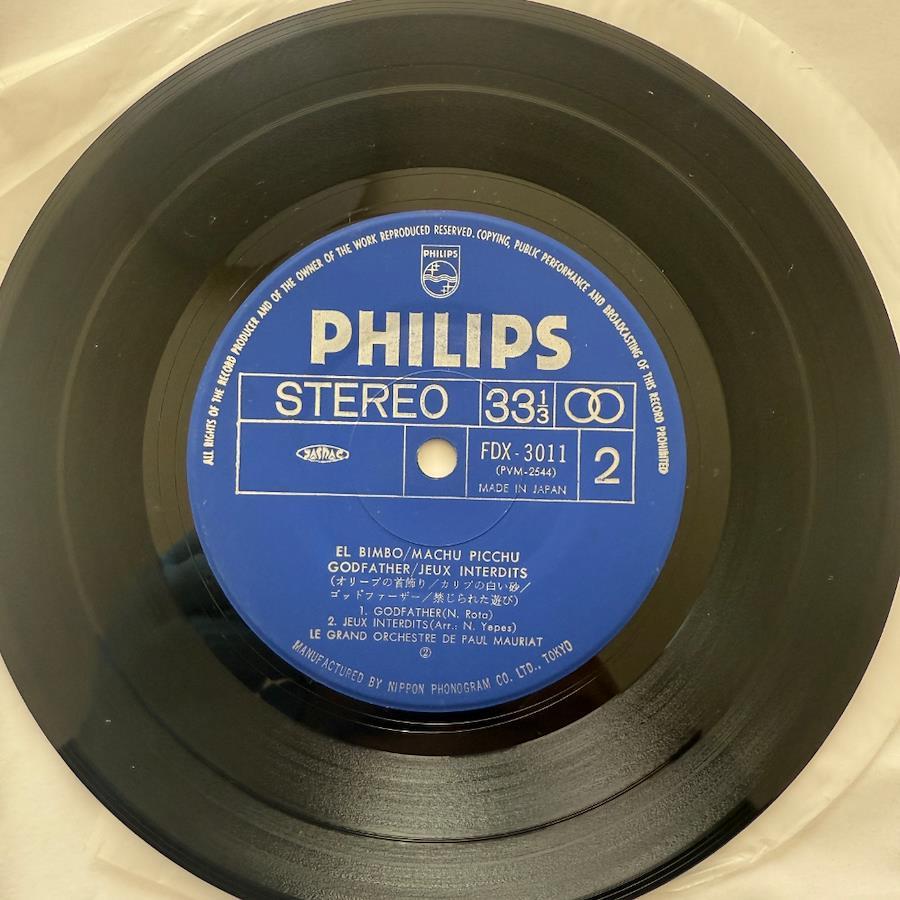 ALL RIGHTS OF THE RECORD PRODUCER AND OF THE OWNER OF THE WORK REPRODUCED RESERVED. COPYING, PUBLIC PERFORMANCE AND BROADCASTING OF THIS RECORD PROHIBITED
PHILIPS
PHILIPS
STEREO 33 1/3
JASRAC FDX-3011 2
(PVM-2544)
MADE IN JAPAN
EL BIMBO/MACHU PICCHU
GODFATHER/JEUX INTERDITS
(オリーブの首飾り/カリブの白い砂/
ゴッドファーザー/禁じられた遊び)
1. GODFATHER(N. Rota)
2. JEUX INTERDITS(Arr.: N. Yepes)
LE GRAND ORCHESTRE DE PAUL MAURIAT
②
MANUFACTURED BY NIPPON PHONOGRAM CO. LTD., TOKYO